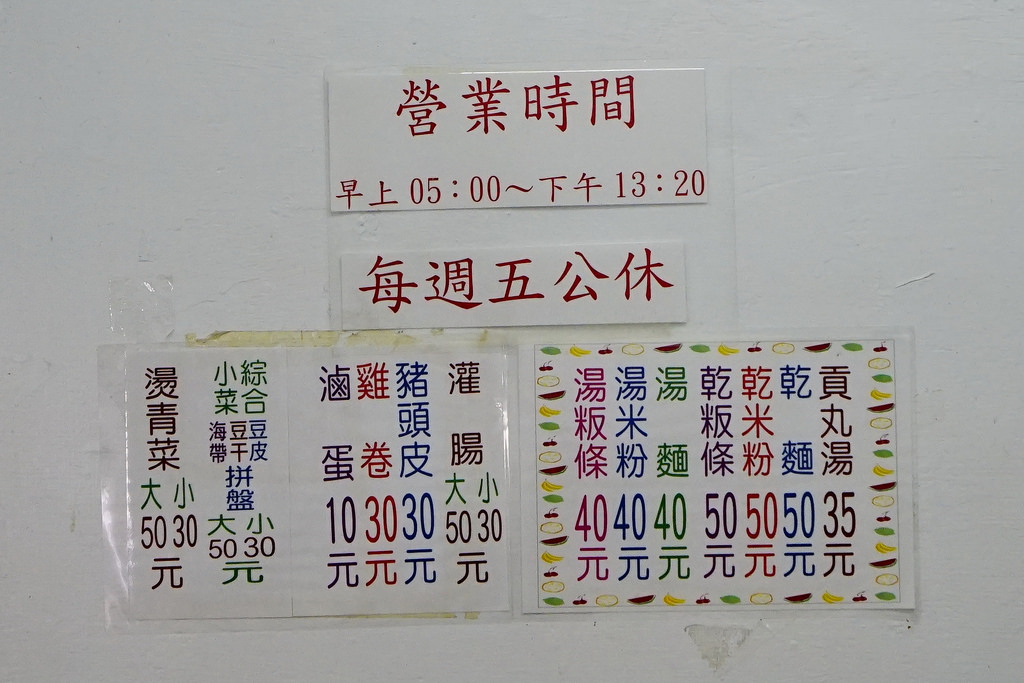 營業時間
早上 05：00～下午 13：20
每週五公休
貢丸湯 35元
乾麵 50元
乾米粉 50元
乾粄條 50元
湯麵 40元
湯米粉 40元
湯粄條 40元
灌腸 小30 大50元
豬頭皮 30元
雞卷 30元
滷蛋 10元
綜合小菜 豆皮 豆干 海帶 拼盤 小30 大50元
燙青菜 小30 大50元